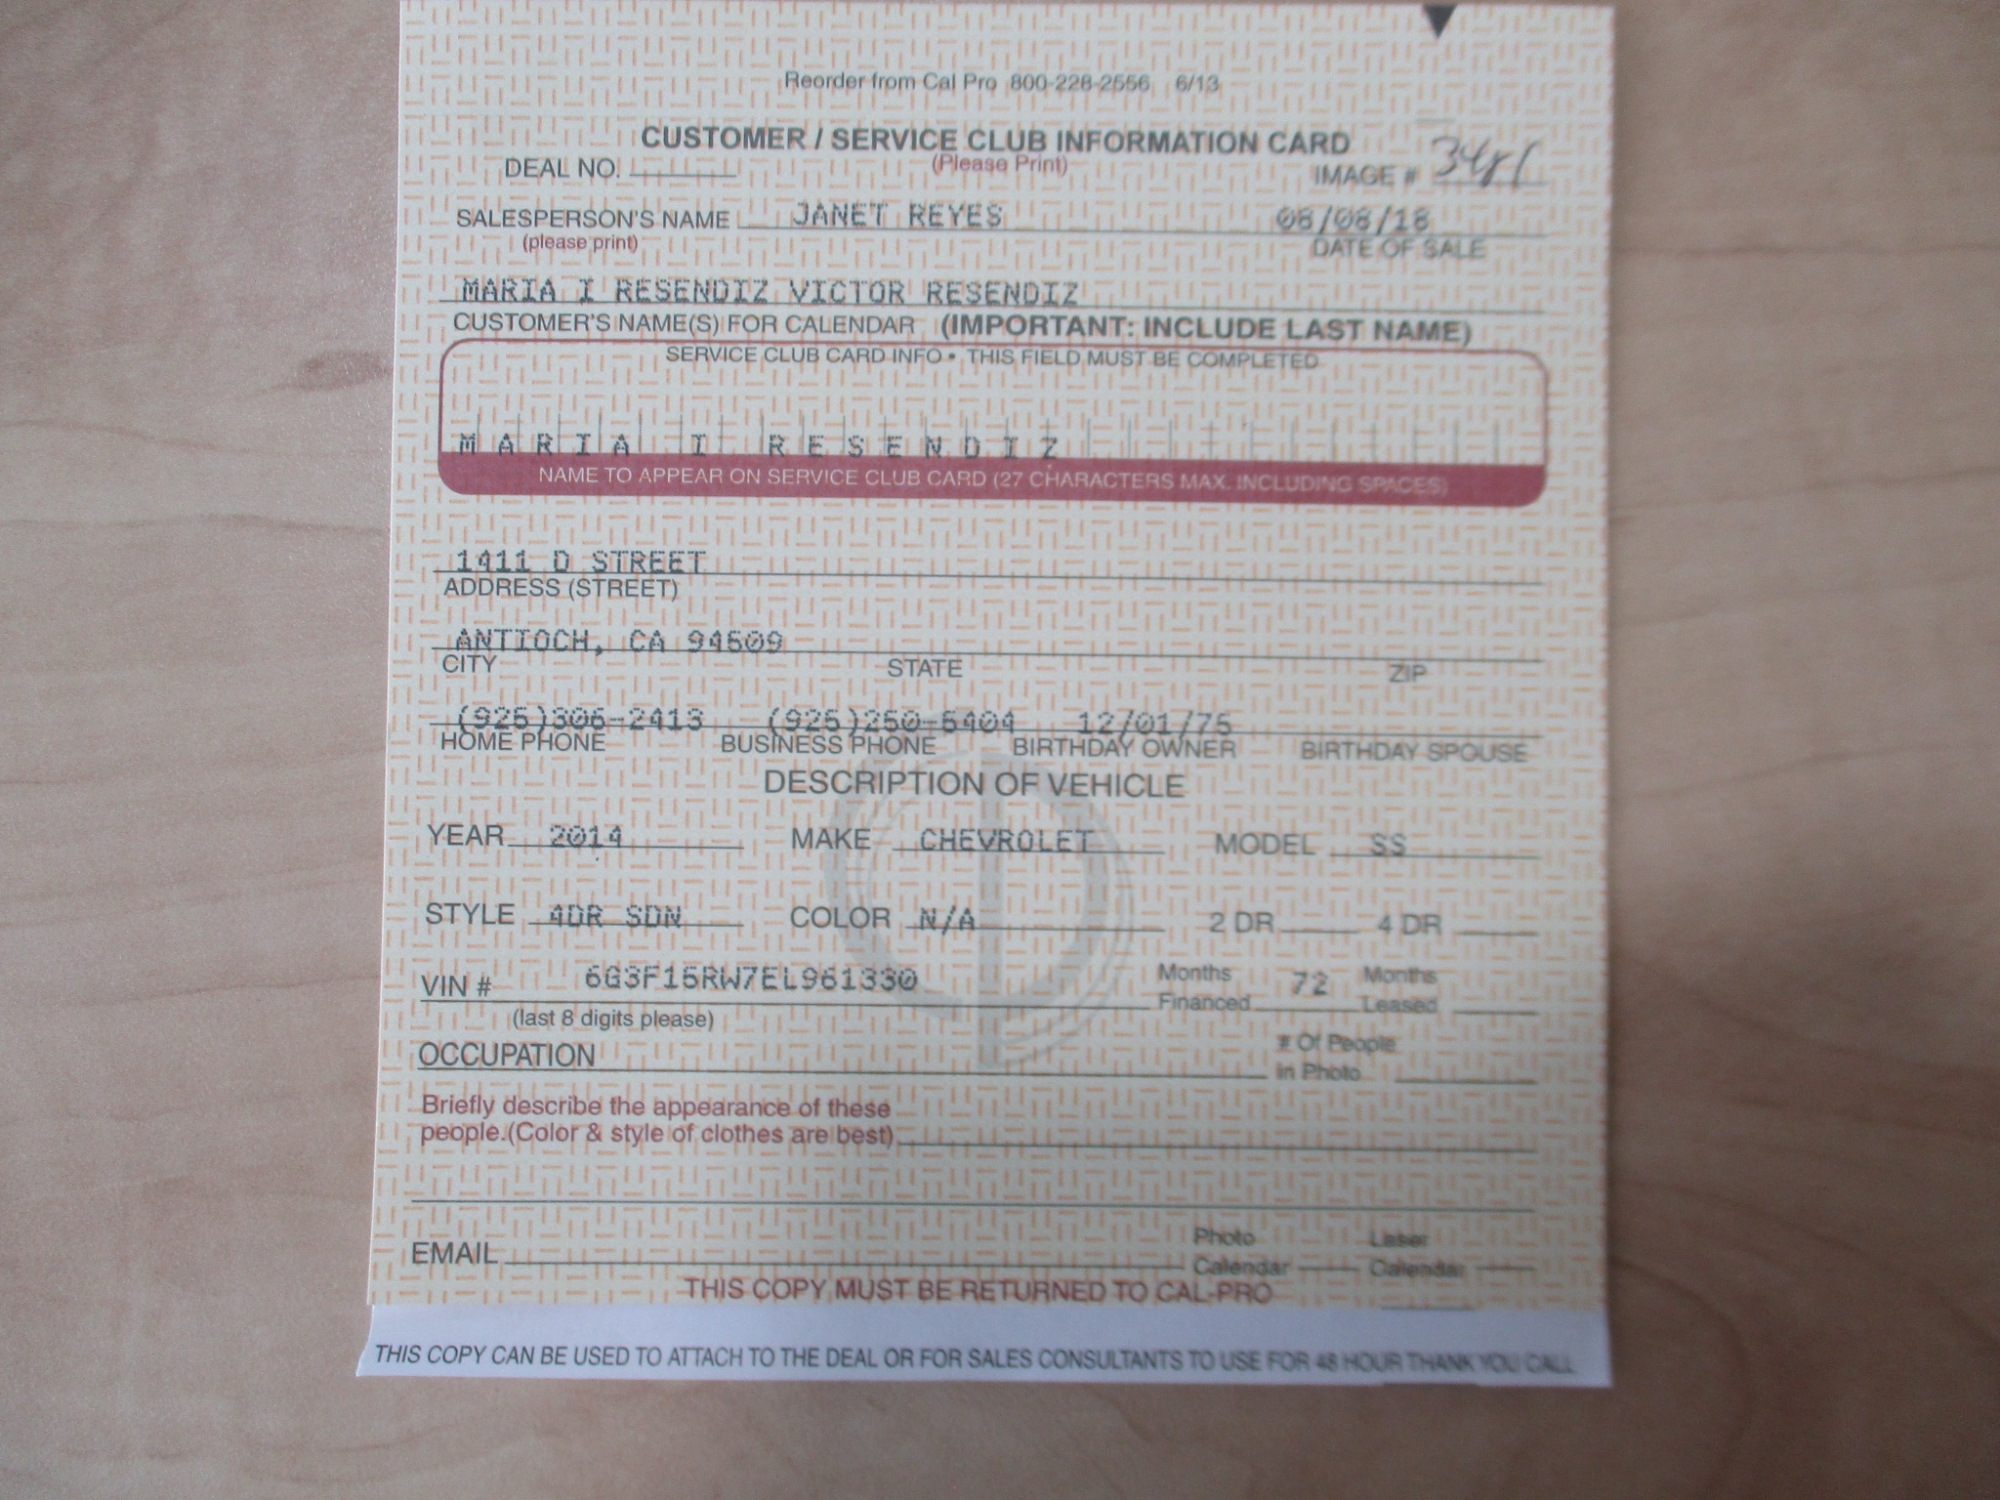 Reorder from Cal Pro 800-228-2556 6/13
CUSTOMER / SERVICE CLUB INFORMATION CARD
DEAL NO. (Please Print) IMAGE #
SALESPERSON'S NAME JANET REYES 08/08/18
(please print) DATE OF SALE
MARIA I RESENDIZ VICTOR RESENDIZ
CUSTOMER'S NAME(S) FOR CALENDAR (IMPORTANT: INCLUDE LAST NAME)
SERVICE CLUB CARD INFO • THIS FIELD MUST BE COMPLETED
MARIA I RESENDIZ
NAME TO APPEAR ON SERVICE CLUB CARD (27 CHARACTERS MAX. INCLUDING SPACES)
1411 D STREET
ADDRESS (STREET)
ANTIOCH, CA 94509
CITY STATE ZIP
(925)306-2413 (925)250-5404 12/01/75
HOME PHONE BUSINESS PHONE BIRTHDAY OWNER BIRTHDAY SPOUSE
DESCRIPTION OF VEHICLE
YEAR 2014 MAKE CHEVROLET MODEL SS
STYLE 4DR SDN COLOR N/A 2 DR 4 DR
VIN # 6G3F15RW7EL961330 Months Financed 72 Months Leased
(last 8 digits please)
OCCUPATION # Of People In Photo
Briefly describe the appearance of these
people.(Color & style of clothes are best)
EMAIL Photo Calendar Laser Calendar
THIS COPY MUST BE RETURNED TO CAL-PRO
THIS COPY CAN BE USED TO ATTACH TO THE DEAL OR FOR SALES CONSULTANTS TO USE FOR 48 HOUR THANK YOU CALL